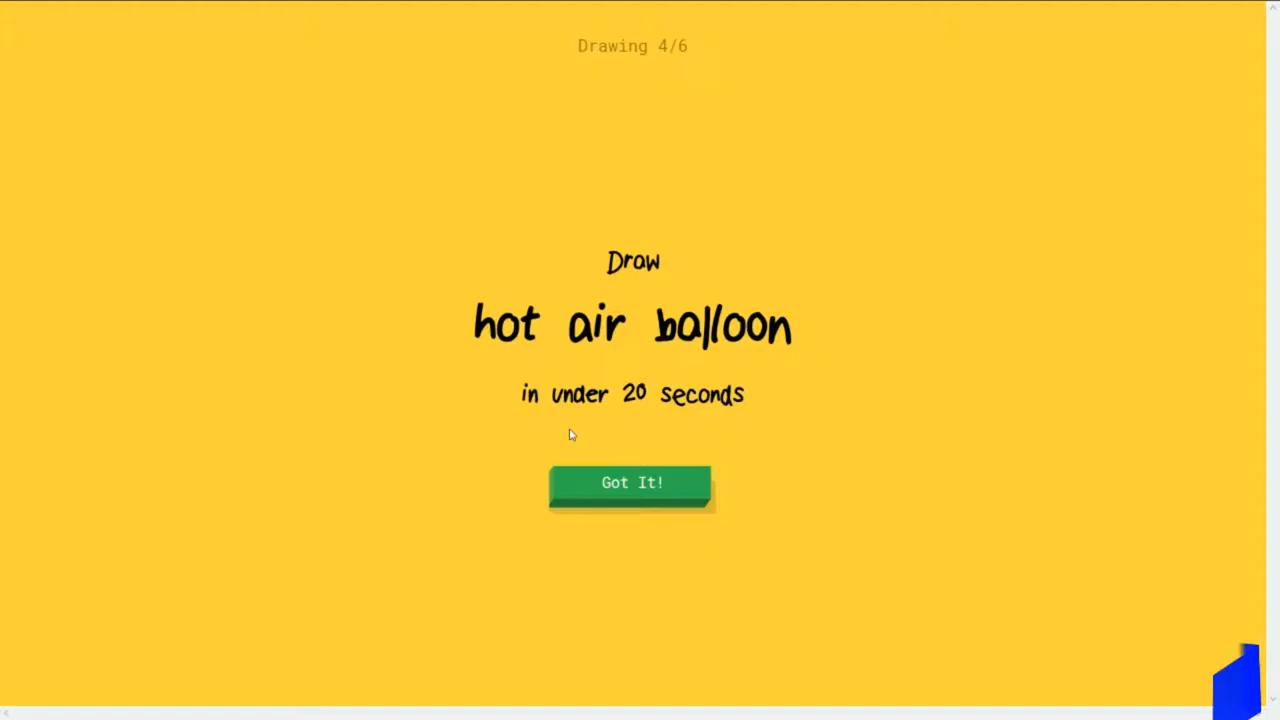 Drawing 4/6
Draw
hot air balloon
in under 20 seconds
Got It!